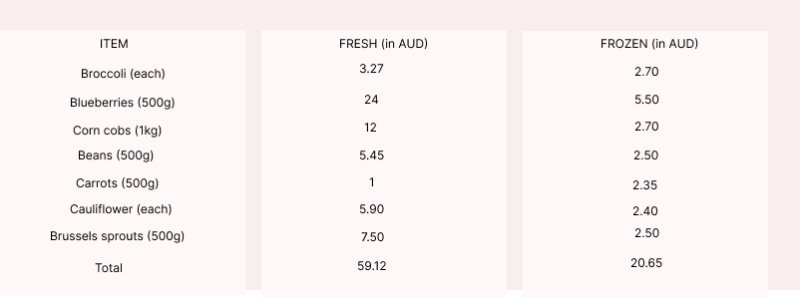 ITEM FRESH (in AUD) FROZEN (in AUD)
Broccoli (each) 3.27 2.70
Blueberries (500g) 24 5.50
Corn cobs (1kg) 12 2.70
Beans (500g) 5.45 2.50
Carrots (500g) 1 2.35
Cauliflower (each) 5.90 2.40
Brussels sprouts (500g) 7.50 2.50
Total 59.12 20.65